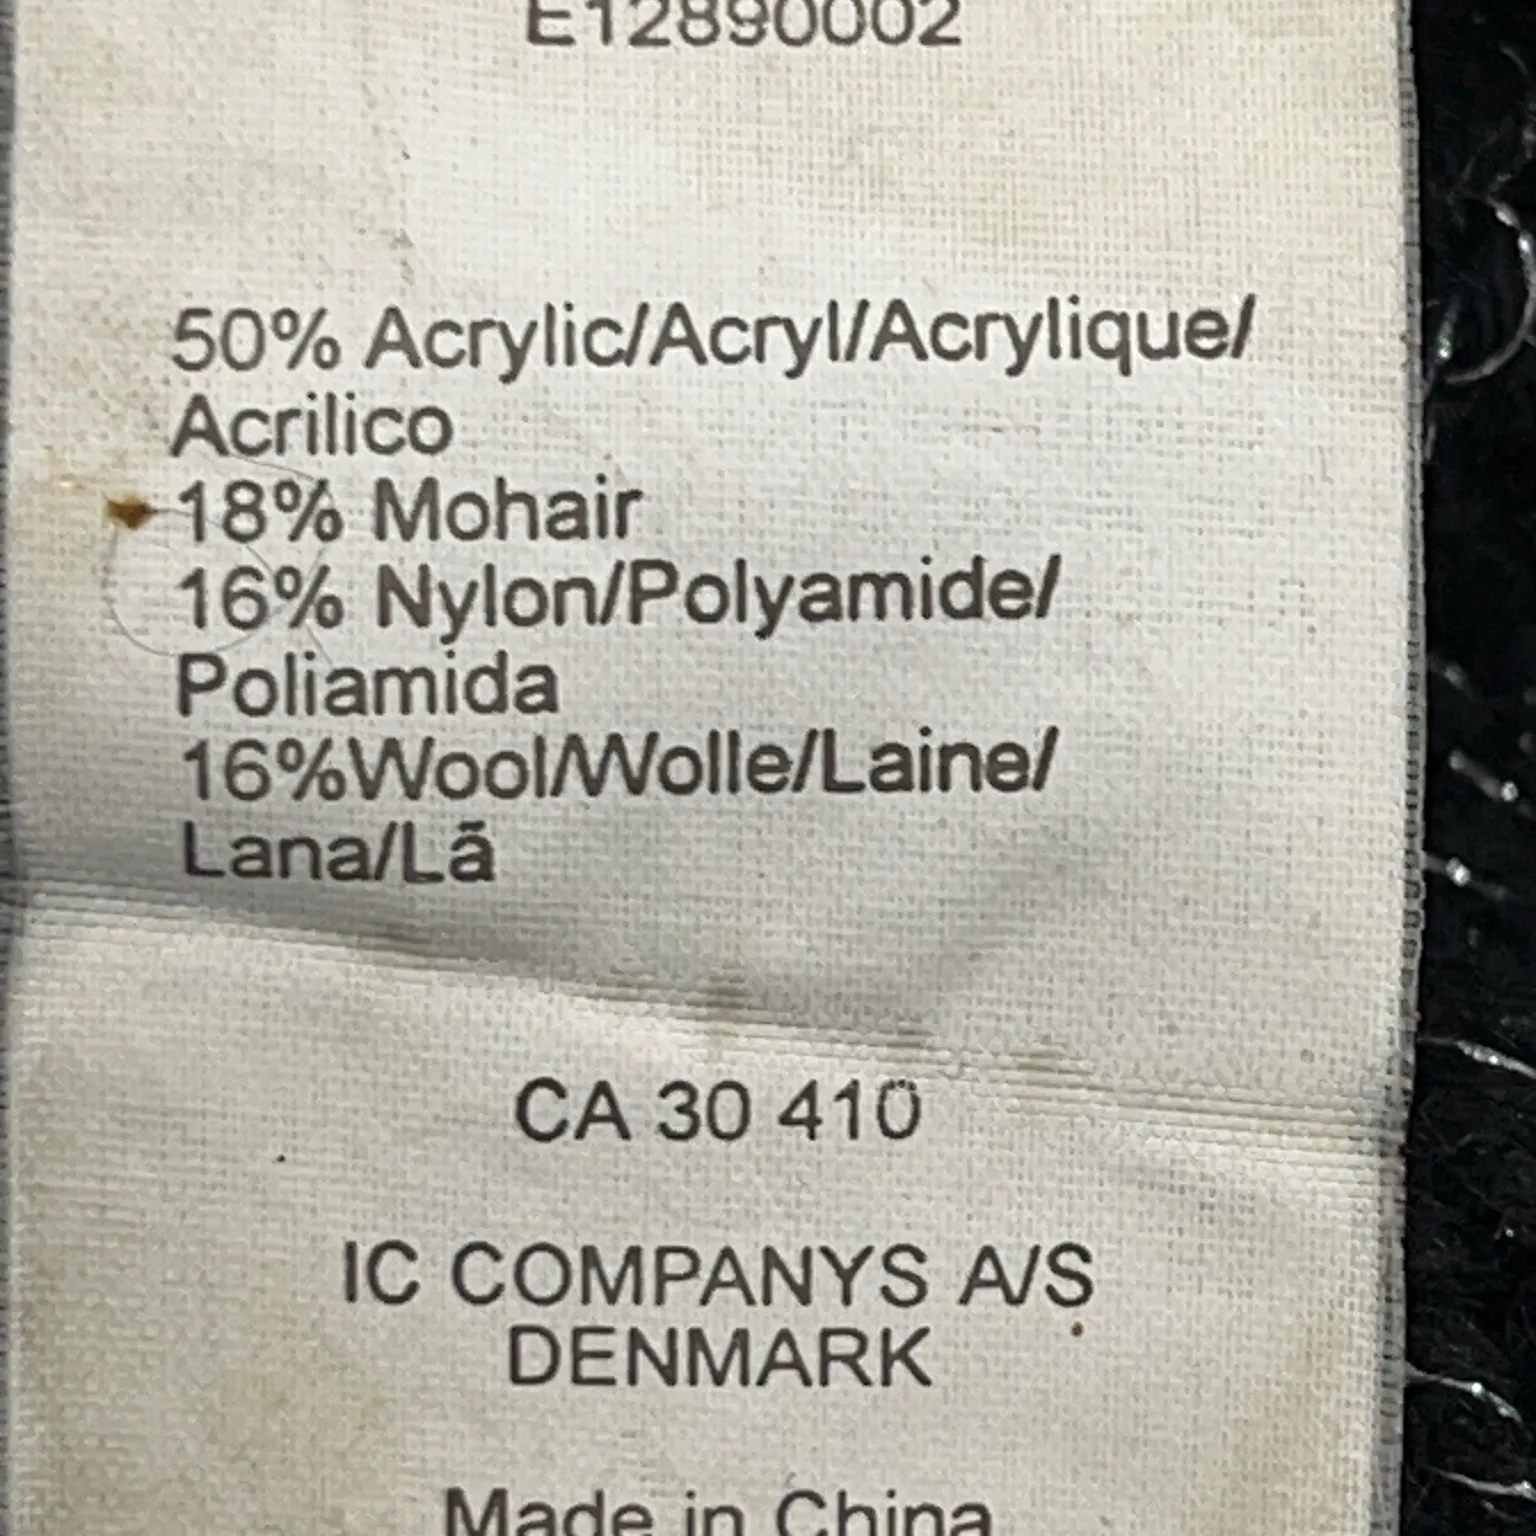 E12890002
50% Acrylic/Acryl/Acrylique/
Acrilico
18% Mohair
16% Nylon/Polyamide/
Poliamida
16%Wool/Wolle/Laine/
Lana/Lã
CA 30 410
IC COMPANYS A/S
DENMARK
Made in China